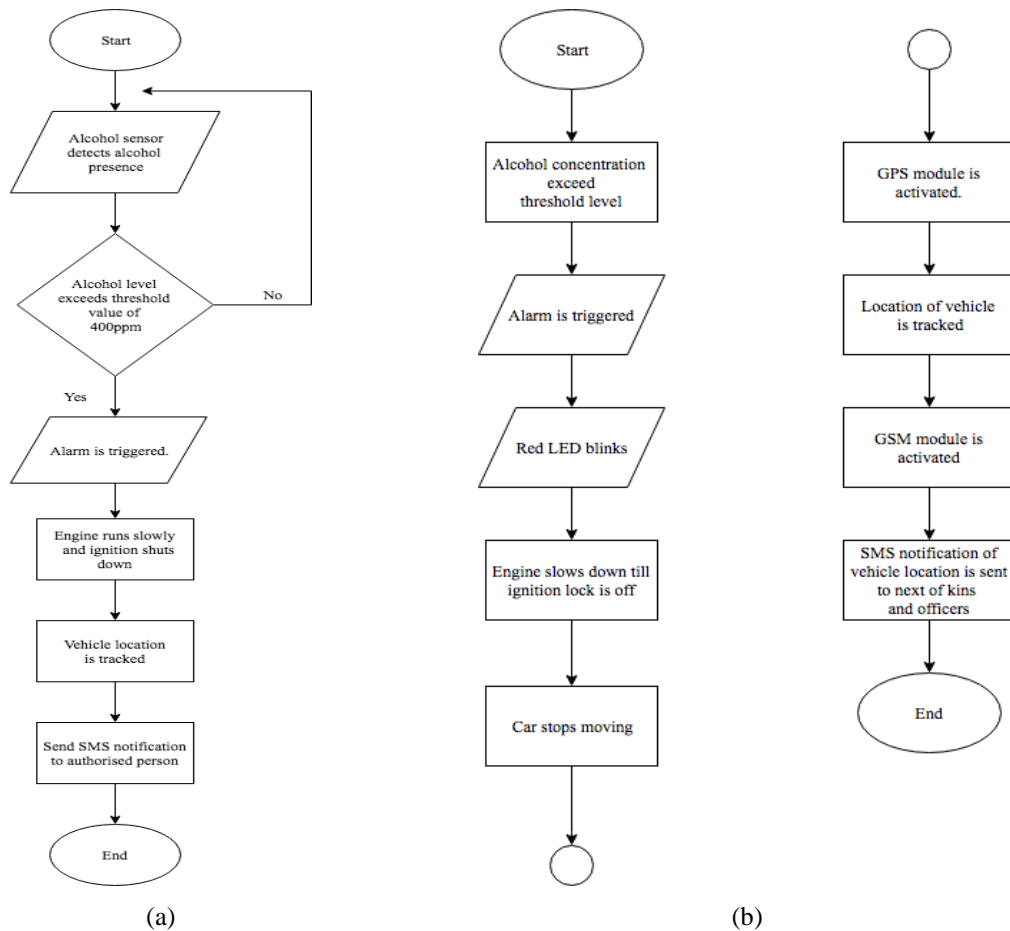 Start
Alcohol sensor
detects alcohol
presence
Alcohol level
exceeds threshold
value of
400ppm
No
Yes
Alarm is triggered.
Engine runs slowly
and ignition shuts
down
Vehicle location
is tracked
Send SMS notification
to authorised person
End
(a)
Start
Alcohol concentration
exceed
threshold level
Alarm is triggered
Red LED blinks
Engine slows down till
ignition lock is off
Car stops moving
GPS module is
activated.
Location of vehicle
is tracked
GSM module is
activated
SMS notification of
vehicle location is sent
to next of kins
and officers
End
(b)